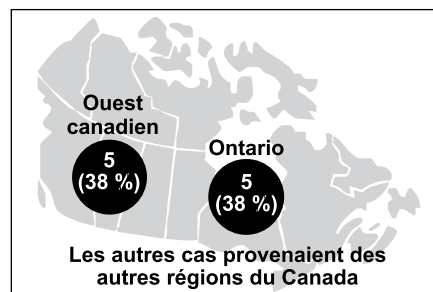 Ouest
canadien
5
(38 %)
Ontario
5
(38 %)
Les autres cas provenaient des
autres régions du Canada